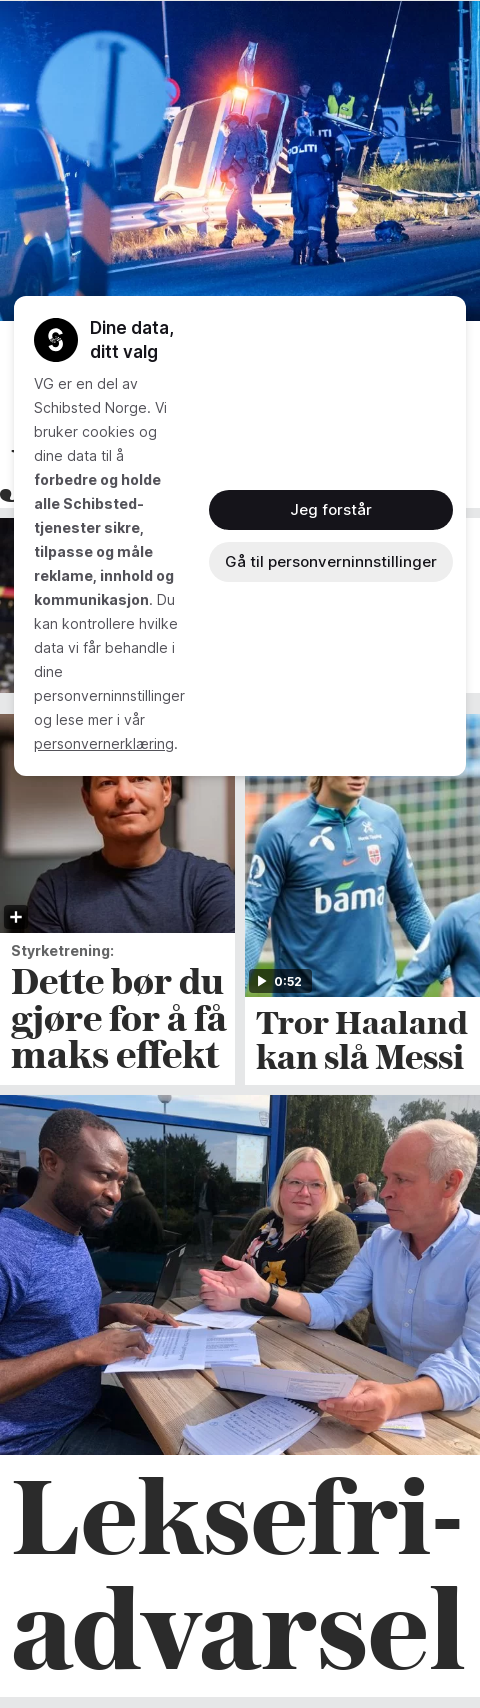 POLITI
POLITI
Dine data,
ditt valg
VG er en del av
Schibsted Norge. Vi
bruker cookies og
dine data til å
forbedre og holde
alle Schibsted-
tjenester sikre,
tilpasse og måle
reklame, innhold og
kommunikasjon. Du
kan kontrollere hvilke
data vi får behandle i
dine
personverninnstillinger
og lese mer i vår
personvernerklæring.
Jeg forstår
Gå til personverninnstillinger
bama
0:52
Styrketrening:
Dette bør du
gjøre for å få
maks effekt
Tror Haaland
kan slå Messi
Leksefri-
advarsel